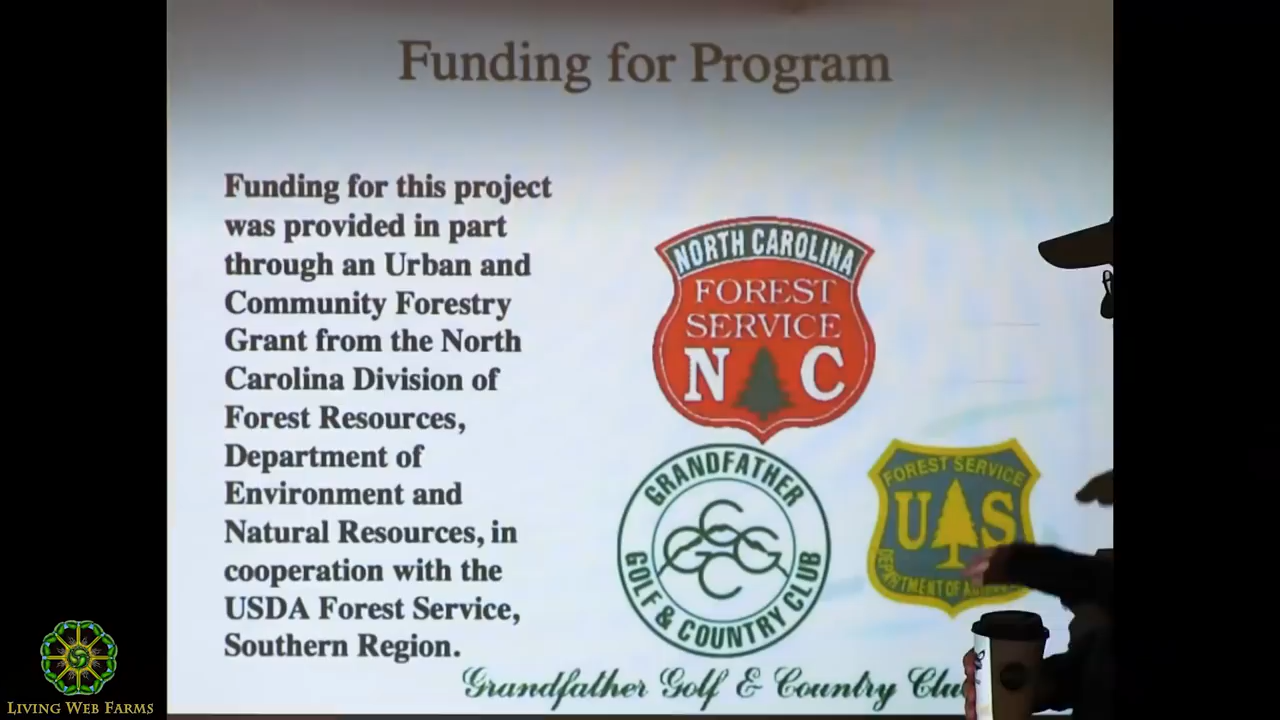 Funding for Program
Funding for this project
was provided in part
through an Urban and
Community Forestry
Grant from the North
Carolina Division of
Forest Resources,
Department of
Environment and
Natural Resources, in
cooperation with the
USDA Forest Service,
Southern Region.
NORTH CAROLINA
FOREST
SERVICE
N C
GRANDFATHER
GOLF & COUNTRY CLUB
FOREST SERVICE
U S
DEPARTMENT OF
Grandfather Golf & Country
LIVING WEB FARMS